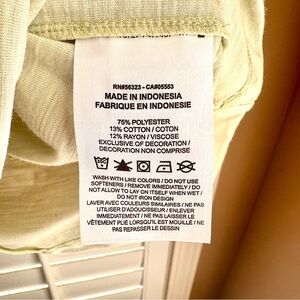 RN#56323 - CA#05553
MADE IN INDONESIA
FABRIQUE EN INDONESIE
75% POLYESTER
13% COTTON / COTON
12% RAYON / VISCOSE
EXCLUSIVE OF DECORATION /
DECORATION NON COMPRISE
WASH WITH LIKE COLORS / DO NOT USE
SOFTENERS / REMOVE IMMEDIATELY / DO
NOT ALLOW TO LAY ON ITSELF WHEN WET /
DO NOT IRON DESIGN
LAVER AVEC COULEURS SIMILAIRES / NE PAS
UTILISER D'ADOUCISSEUR / ENLEVER
IMMEDIATEMENT / NE PAS LAISSER LE
VÊTEMENT PLIÉ LORSQU'IL EST MOUILLÉ / NE
PAS REPASSER LE DESSIN